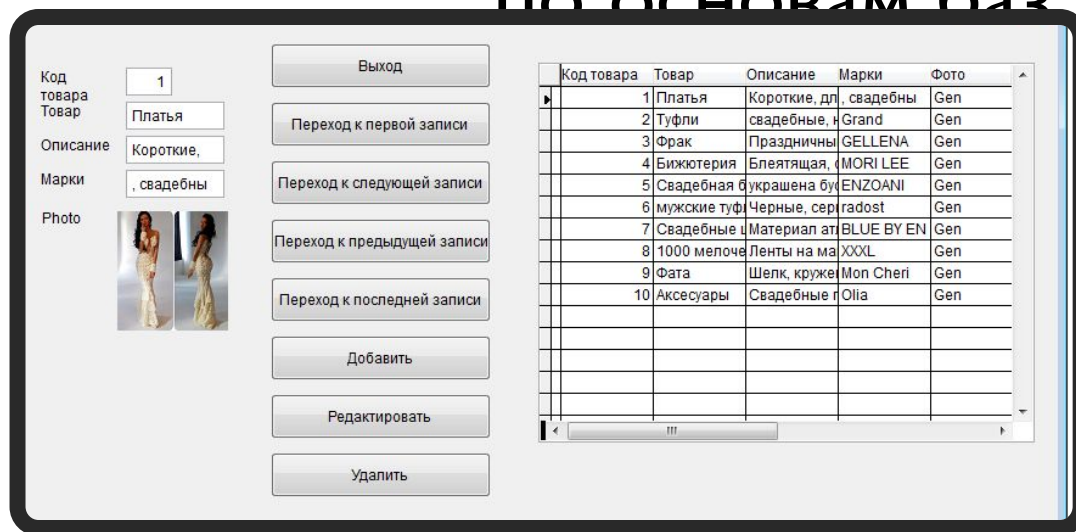 по основам баз
Код товара
1
Товар
Платья
Описание
Короткие,
Марки
, свадебны
Photo
Выход
Переход к первой записи
Переход к следующей записи
Переход к предыдущей записи
Переход к последней записи
Добавить
Редактировать
Удалить
Код товара Товар Описание Марки Фото
1 Платья Короткие, дл , свадебны Gen
2 Туфли свадебные, н Grand Gen
3 Фрак Праздничны GELLENA Gen
4 Бижютерия Блеятящая, MORI LEE Gen
5 Свадебная б украшена бу ENZOANI Gen
6 мужские туф Черные, сер radost Gen
7 Свадебные Материал ат BLUE BY EN Gen
8 1000 мелоче Ленты на ма XXXL Gen
9 Фата Шелк, круже Mon Cheri Gen
10 Аксесуары Свадебные Olia Gen